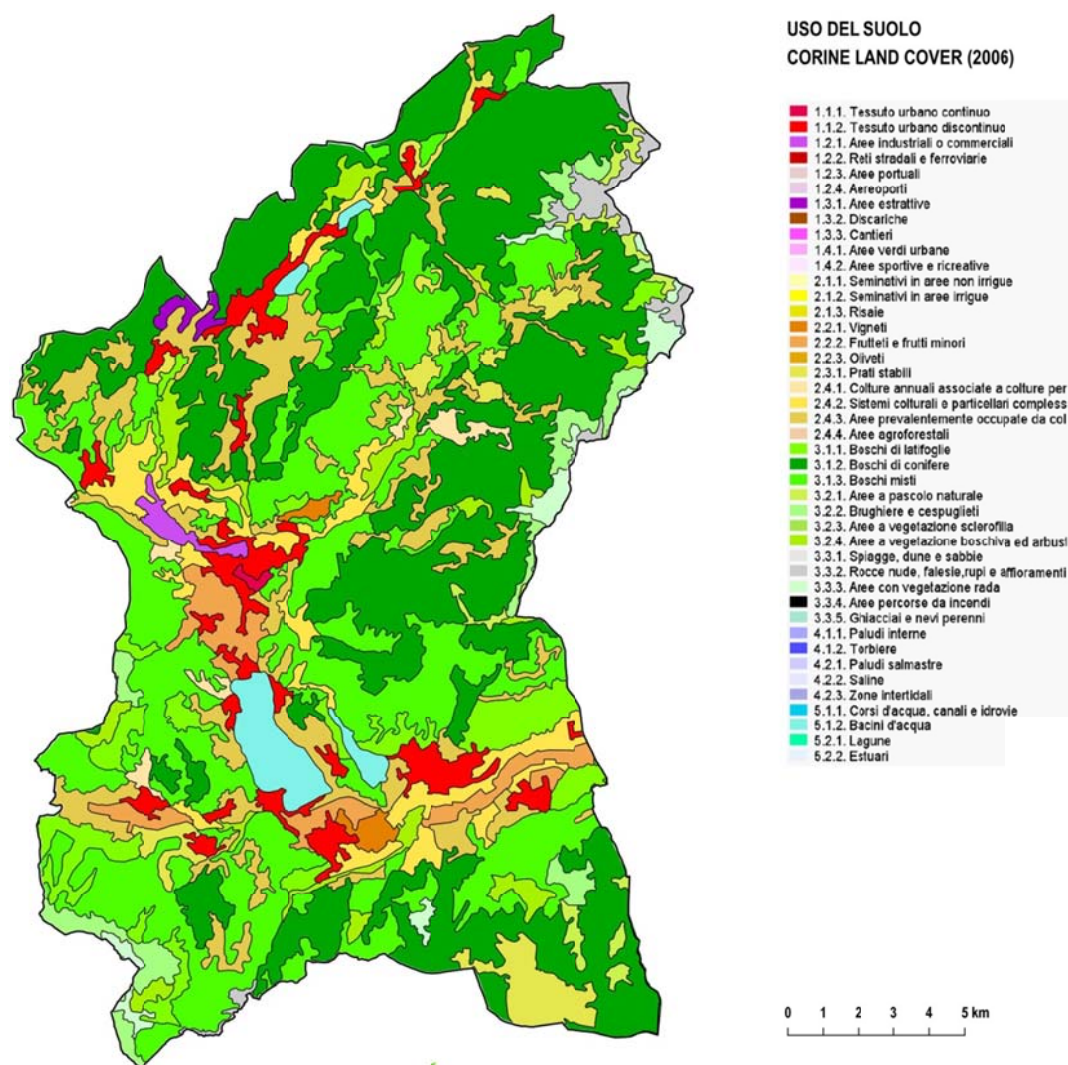 USO DEL SUOLO
CORINE LAND COVER (2006)
1.1.1. Tessuto urbano continuo
1.1.2. Tessuto urbano discontinuo
1.2.1. Aree industriali o commerciali
1.2.2. Reti stradali e ferroviarie
1.2.3. Aree portuali
1.2.4. Aereoporti
1.3.1. Aree estrattive
1.3.2. Discariche
1.3.3. Cantieri
1.4.1. Aree verdi urbane
1.4.2. Aree sportive e ricreative
2.1.1. Seminativi in aree non irrigue
2.1.2. Seminativi in aree irrigue
2.1.3. Risaie
2.2.1. Vigneti
2.2.2. Frutteti e frutti minori
2.2.3. Oliveti
2.3.1. Prati stabili
2.4.1. Colture annuali associate a colture per
2.4.2. Sistemi colturali e particellari compless
2.4.3. Aree prevalentemente occupate da col
2.4.4. Aree agroforestali
3.1.1. Boschi di latifoglie
3.1.2. Boschi di conifere
3.1.3. Boschi misti
3.2.1. Aree a pascolo naturale
3.2.2. Brughiere e cespuglieti
3.2.3. Aree a vegetazione sclerofilla
3.2.4. Aree a vegetazione boschiva ed arbust
3.3.1. Spiagge, dune e sabbie
3.3.2. Rocce nude, falesie,rupi e affioramenti
3.3.3. Aree con vegetazione rada
3.3.4. Aree percorse da incendi
3.3.5. Ghiacciai e nevi perenni
4.1.1. Paludi interne
4.1.2. Torbiere
4.2.1. Paludi salmastre
4.2.2. Saline
4.2.3. Zone intertidali
5.1.1. Corsi d'acqua, canali e idrovie
5.1.2. Bacini d'acqua
5.2.1. Lagune
5.2.2. Estuari
0 1 2 3 4 5 km